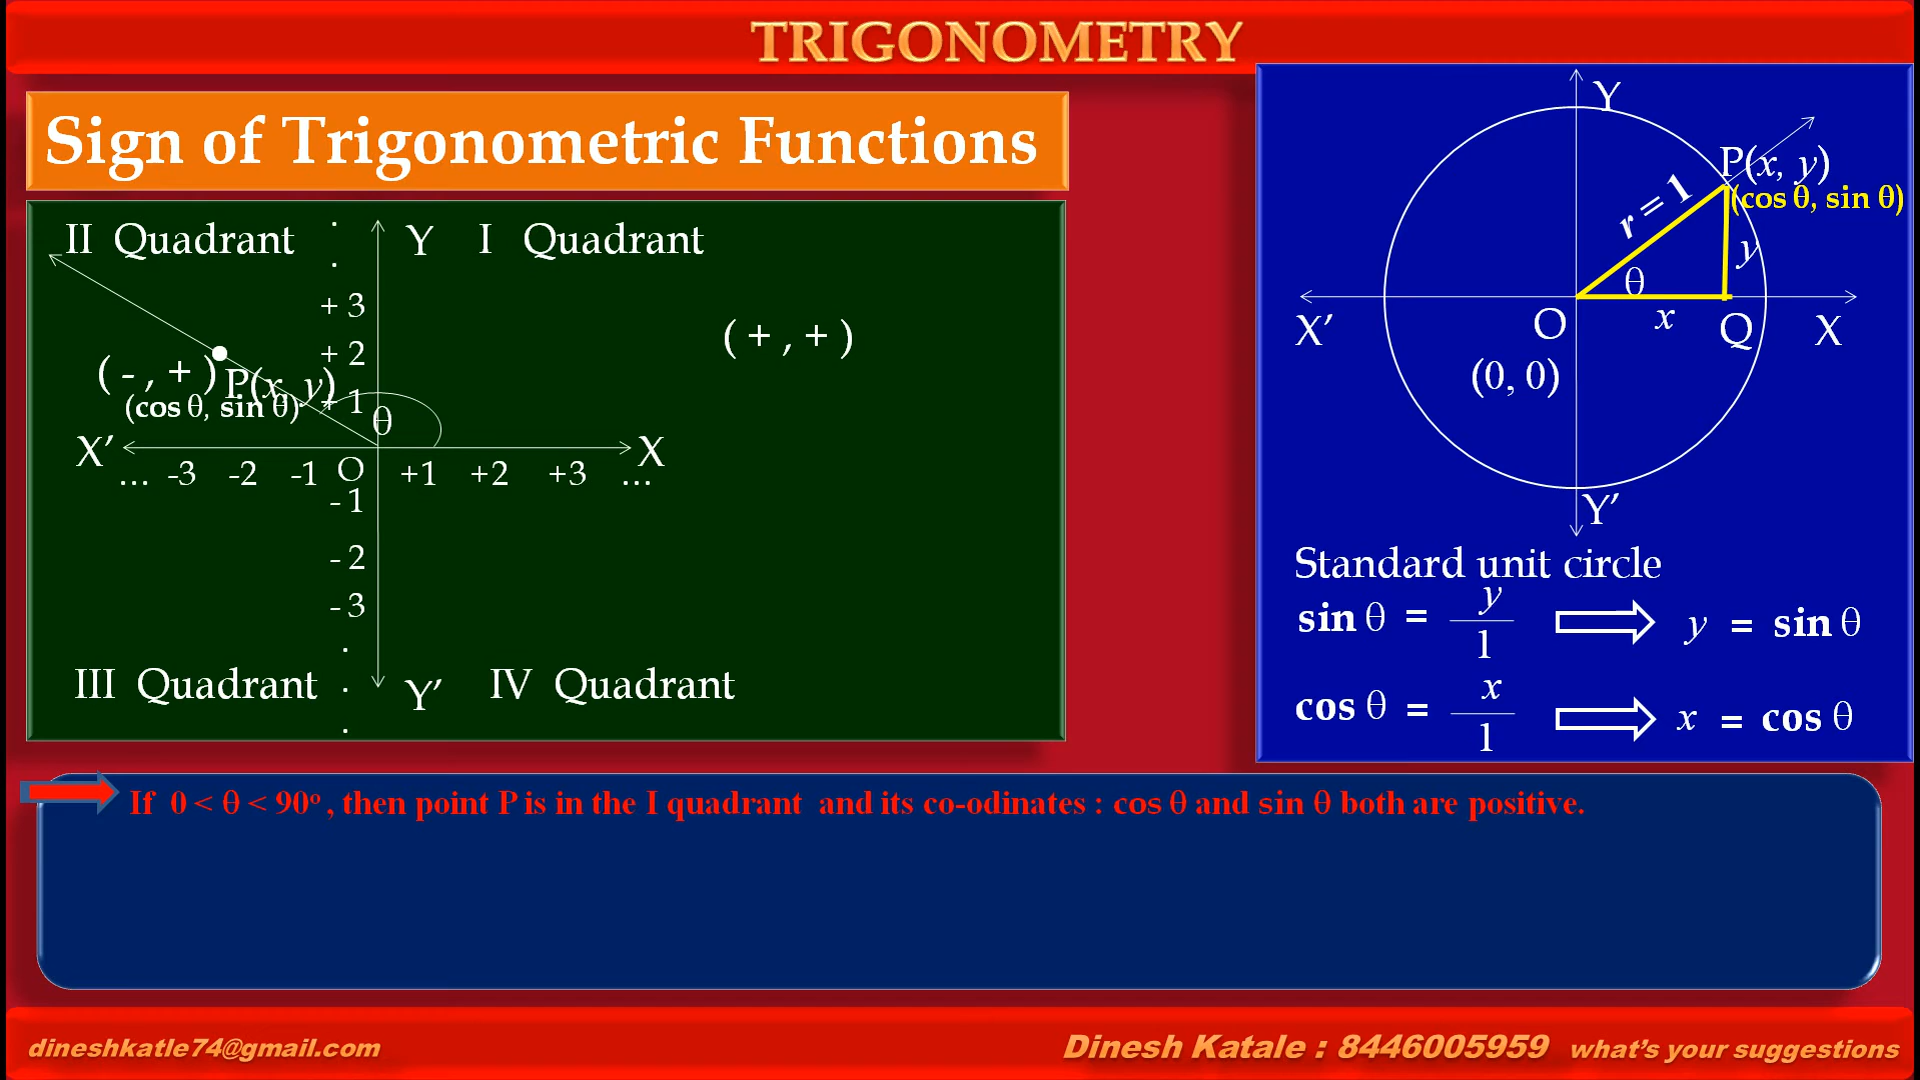 TRIGONOMETRY
Sign of Trigonometric Functions
II Quadrant
Y
I Quadrant
+ 3
+ 2
+ 1
( - , + )
P(x, y)
(cos θ, sin θ)
θ
( + , + )
X′
X
... -3 -2 -1 O +1 +2 +3 ...
- 1
- 2
- 3
III Quadrant
Y′
IV Quadrant
Y
P(x, y)
(cos θ, sin θ)
r = 1
y
θ
X′
O
x
Q
X
(0, 0)
Y′
Standard unit circle
sin θ = y/1 ⇒ y = sin θ
cos θ = x/1 ⇒ x = cos θ
If 0 < θ < 90º , then point P is in the I quadrant and its co-odinates : cos θ and sin θ both are positive.
dineshkatle74@gmail.com
Dinesh Katale : 8446005959 what's your suggestions